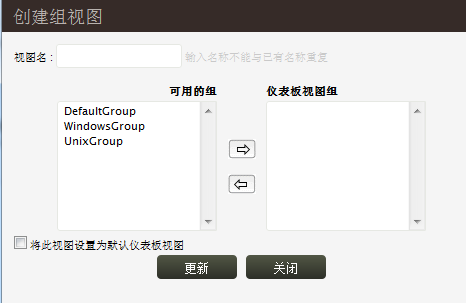 创建组视图
视图名 : 输入名称不能与已有名称重复
可用的组 仪表板视图组
DefaultGroup
WindowsGroup
UnixGroup
将此视图设置为默认仪表板视图
更新 关闭